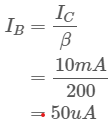 I_B = I_C / β
= 10mA / 200
= 50uA